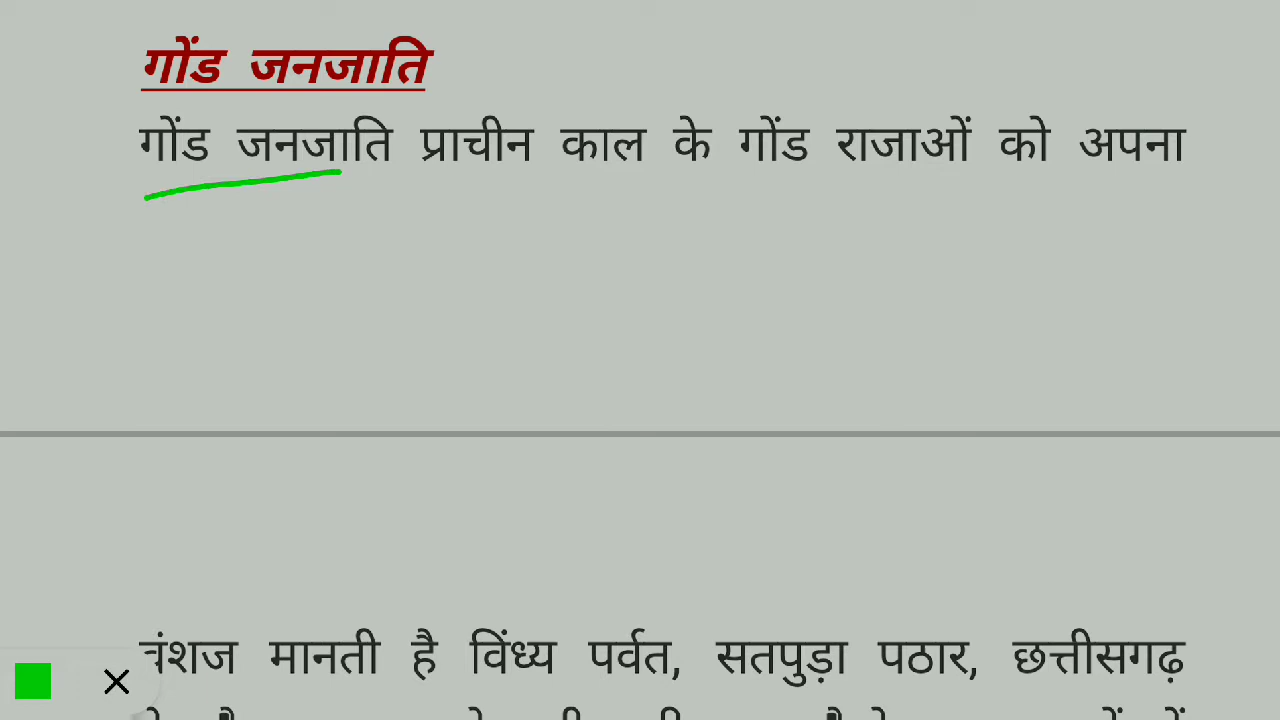 गोंड जनजाति
गोंड जनजाति प्राचीन काल के गोंड राजाओं को अपना
वंशज मानती है विंध्य पर्वत, सतपुड़ा पठार, छत्तीसगढ़